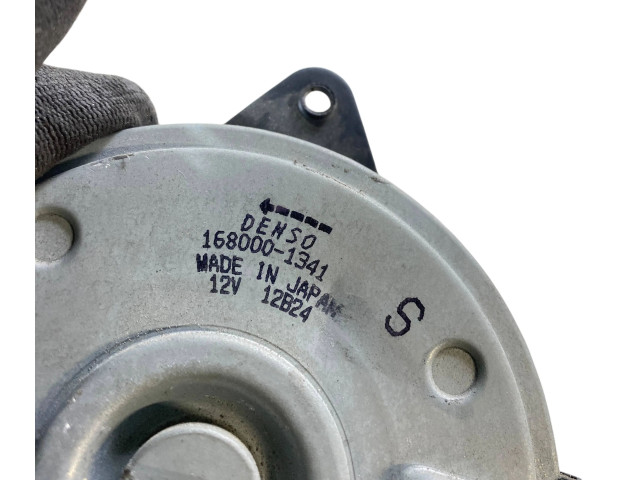 DENSO
168000-1341
MADE IN JAPAN
12V 12B24
S